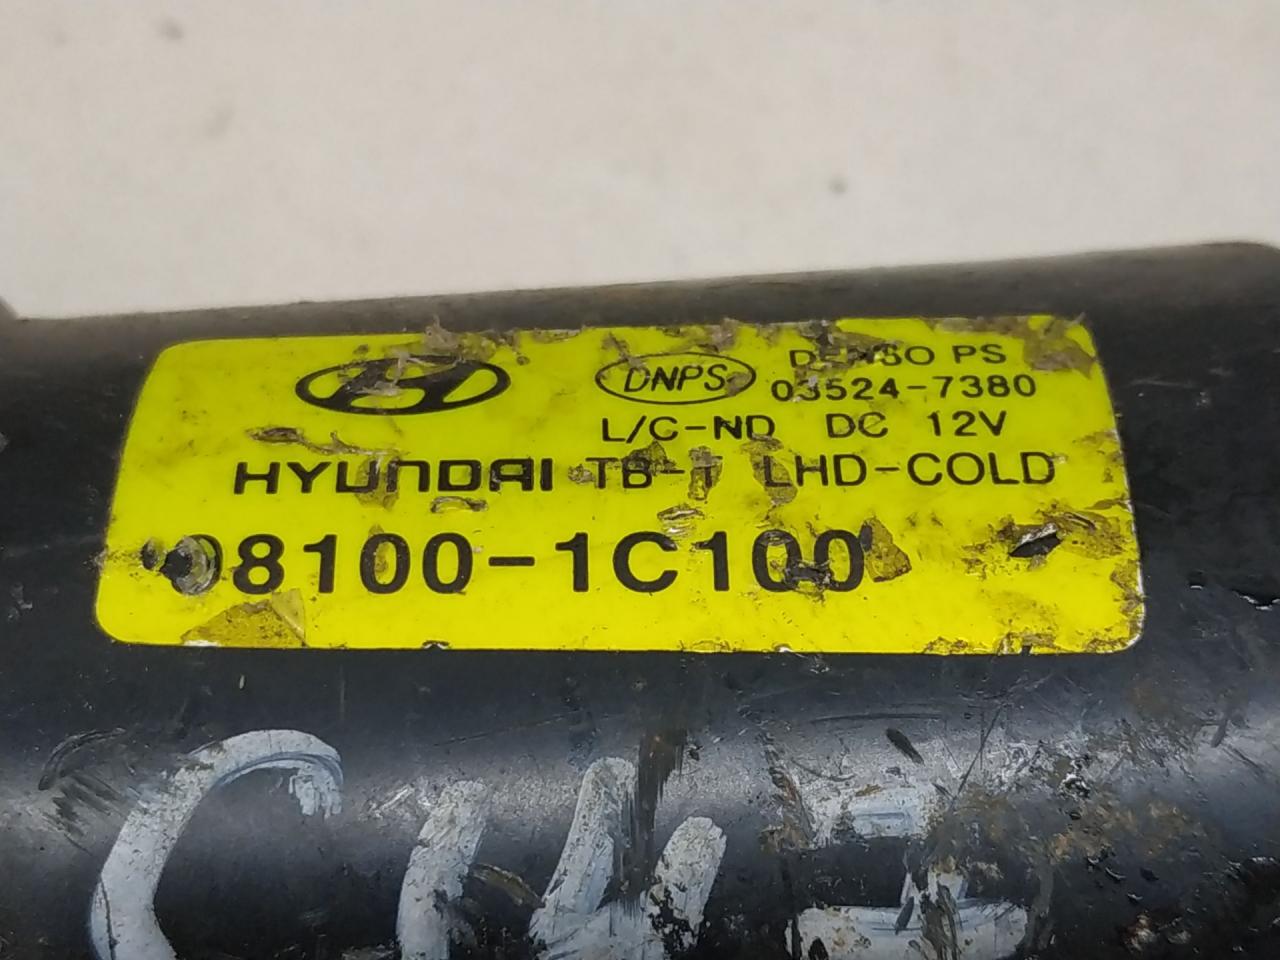 DNPS DENSO PS
03524-7380
L/C-ND DC 12V
HYUNDAI TB-T LHD-COLD
98100-1C100